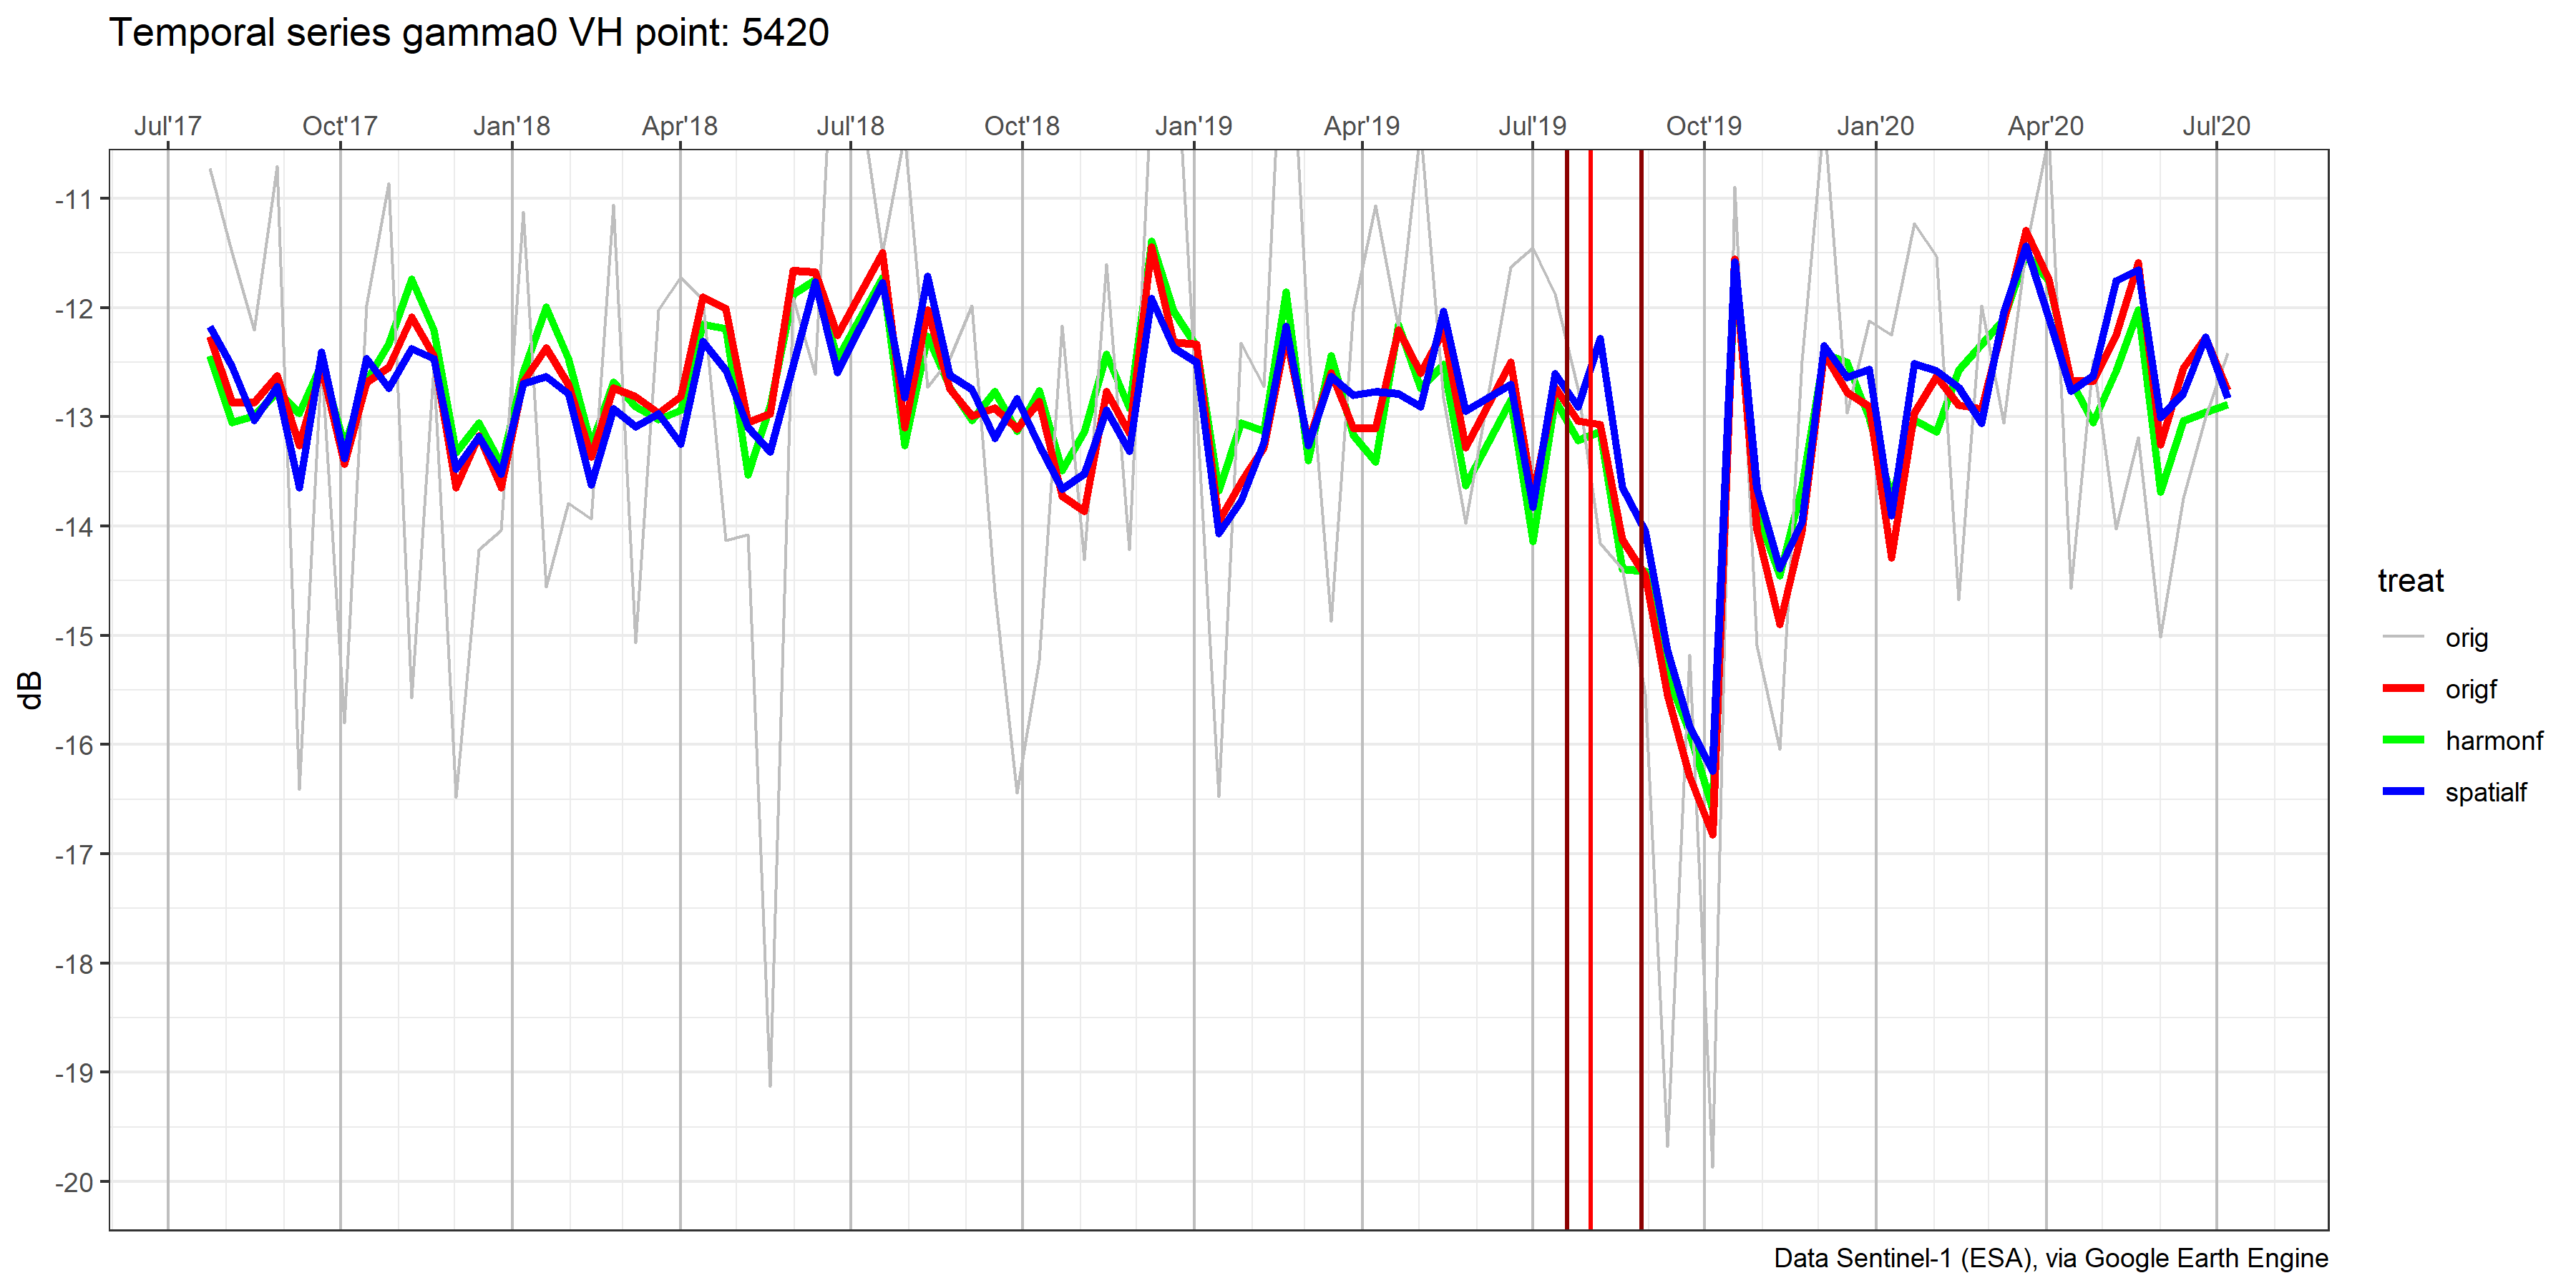 Temporal series gamma0 VH point: 5420
Jul'17 Oct'17 Jan'18 Apr'18 Jul'18 Oct'18 Jan'19 Apr'19 Jul'19 Oct'19 Jan'20 Apr'20 Jul'20
-11
-12
-13
-14
-15
-16
-17
-18
-19
-20
dB
treat
orig
origf
harmonf
spatialf
Data Sentinel-1 (ESA), via Google Earth Engine